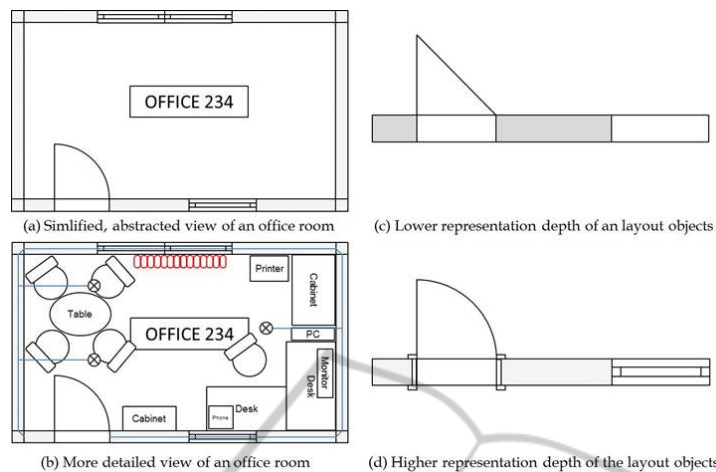 OFFICE 234
(a) Simlified, abstracted view of an office room
(c) Lower representation depth of an layout objects
Printer
Cabinet
Table
OFFICE 234
PC
Monitor
Desk
Cabinet
Phone
Desk
(b) More detailed view of an office room
(d) Higher representation depth of the layout objects